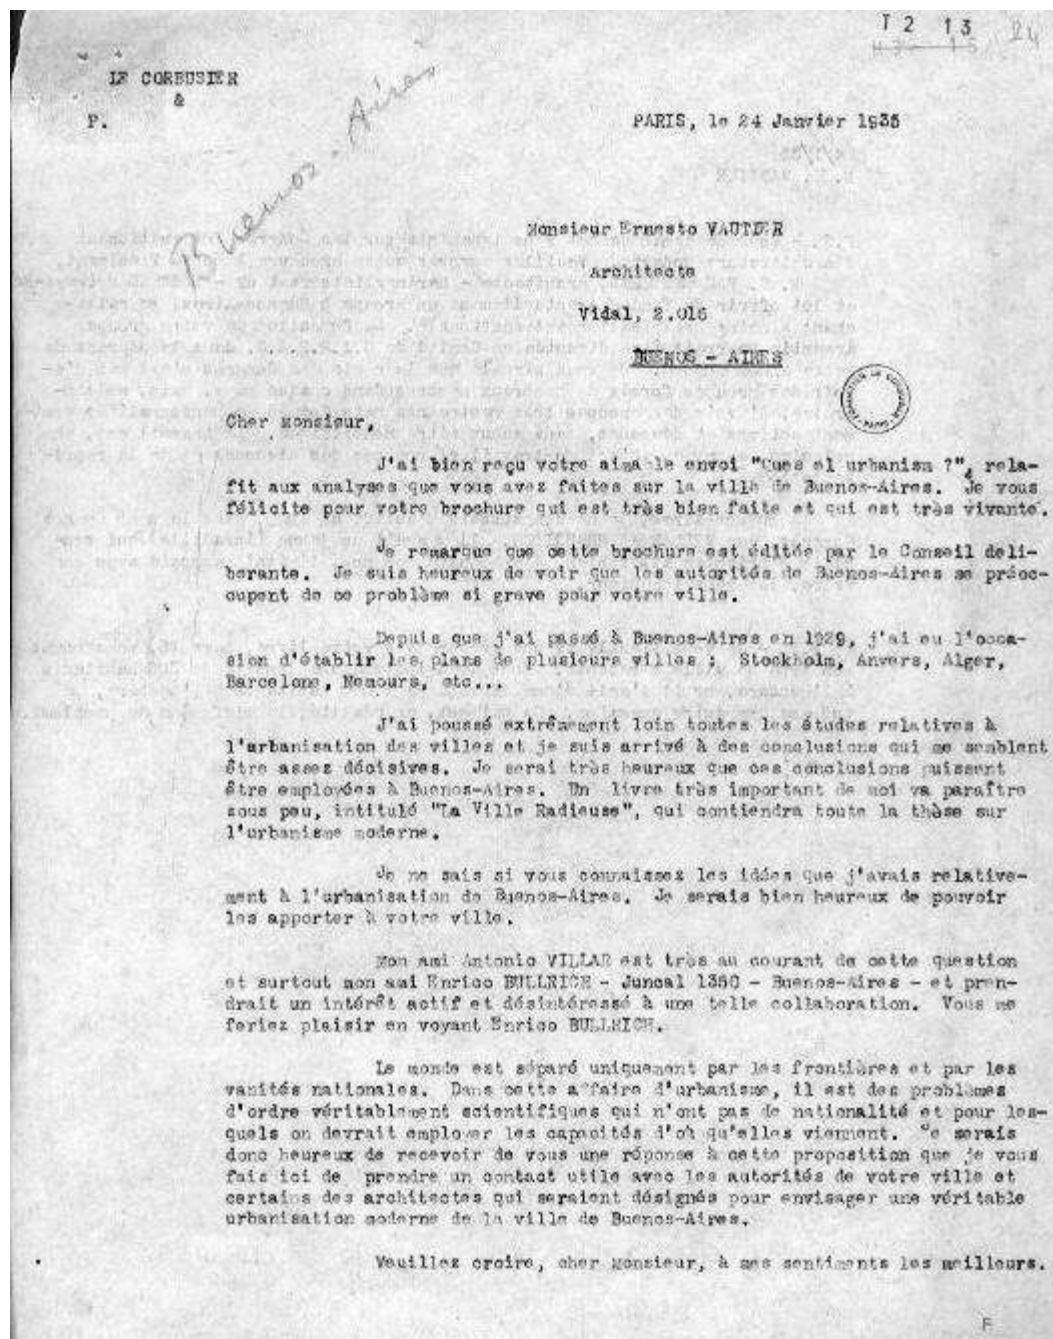 T 2 13
24
LE CORBUSIER
&
P.
Buenos-Aires
PARIS, le 24 Janvier 1935
Monsieur Ernesto VAUTIER
Architecte
Vidal, 2.016
BUENOS - AIRES
Cher Monsieur,
J'ai bien reçu votre aimable envoi "Ques el urbanism ?", rela-
fit aux analyses que vous avez faites sur la ville de Buenos-Aires. Je vous
félicite pour votre brochure qui est très bien faite et qui est très vivante.
Je remarque que cette brochure est éditée par le Conseil deli-
berante. Je suis heureux de voir que les autorités de Buenos-Aires se préoc-
cupent de ce problème si grave pour votre ville.
Depuis que j'ai passé à Buenos-Aires en 1929, j'ai eu l'occa-
sion d'établir les plans de plusieurs villes : Stockholm, Anvers, Alger,
Barcelone, Nemours, etc...
J'ai poussé extrêmement loin toutes les études relatives à
l'urbanisation des villes et je suis arrivé à des conclusions qui me semblent
être assez décisives. Je serai très heureux que ces conclusions puissent
être employées à Buenos-Aires. Un livre très important de moi va paraître
sous peu, intitulé "La Ville Radieuse", qui contiendra toute la thèse sur
l'urbanisme moderne.
Je ne sais si vous connaissez les idées que j'avais relative-
ment à l'urbanisation de Buenos-Aires. Je serais bien heureux de pouvoir
les apporter à votre ville.
Mon ami Antonio VILLAR est très au courant de cette question
et surtout mon ami Enrico BULLRICH - Juncal 1350 - Buenos-Aires - et pren-
drait un intérêt actif et désintéressé à une telle collaboration. Vous me
feriez plaisir en voyant Enrico BULLRICH.
Le monde est séparé uniquement par les frontières et par les
vanités nationales. Dans cette affaire d'urbanisme, il est des problèmes
d'ordre véritablement scientifiques qui n'ont pas de nationalité et pour les-
quels on devrait employer les capacités d'où qu'elles viennent. Je serais
donc heureux de recevoir de vous une réponse à cette proposition que je vous
fais ici de prendre un contact utile avec les autorités de votre ville et
certains des architectes qui seraient désignés pour envisager une véritable
urbanisation moderne de la ville de Buenos-Aires.
Veuillez croire, cher Monsieur, à mes sentiments les meilleurs.
F